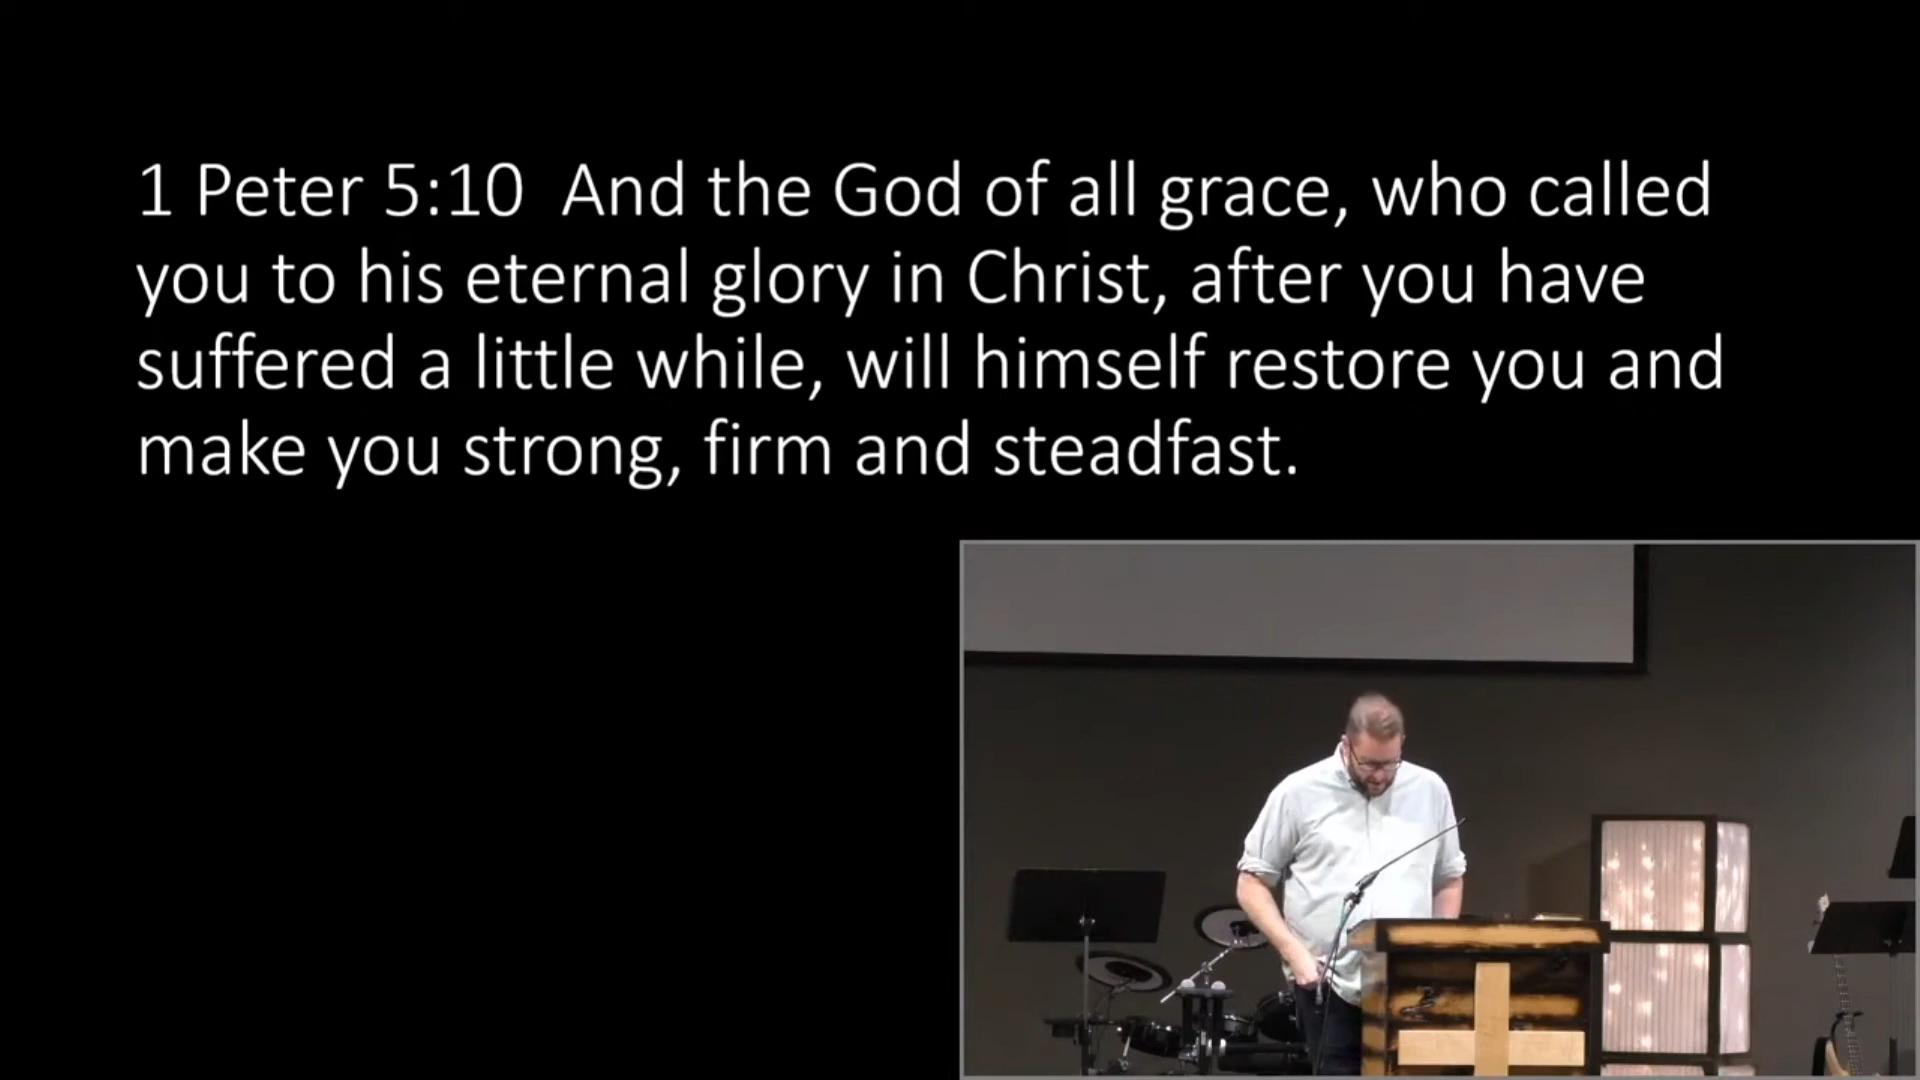 1 Peter 5:10  And the God of all grace, who called
you to his eternal glory in Christ, after you have
suffered a little while, will himself restore you and
make you strong, firm and steadfast.